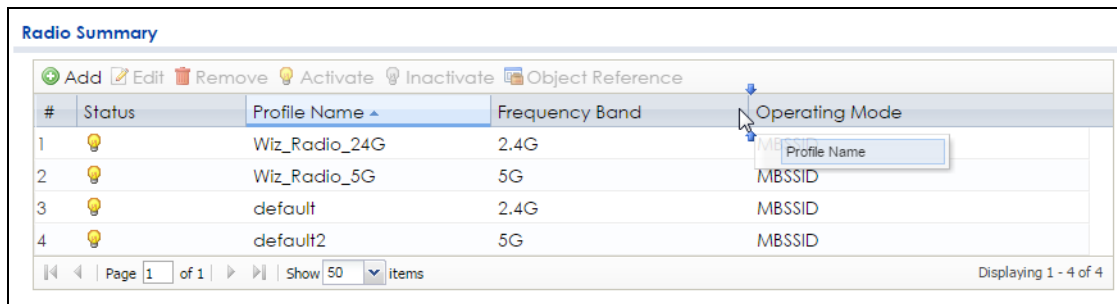 Radio Summary
Add Edit Remove Activate Inactivate Object Reference
# Status Profile Name Frequency Band Operating Mode
1 Wiz_Radio_24G 2.4G MBSSID
Profile Name
2 Wiz_Radio_5G 5G MBSSID
3 default 2.4G MBSSID
4 default2 5G MBSSID
Page 1 of 1 Show 50 items Displaying 1 - 4 of 4